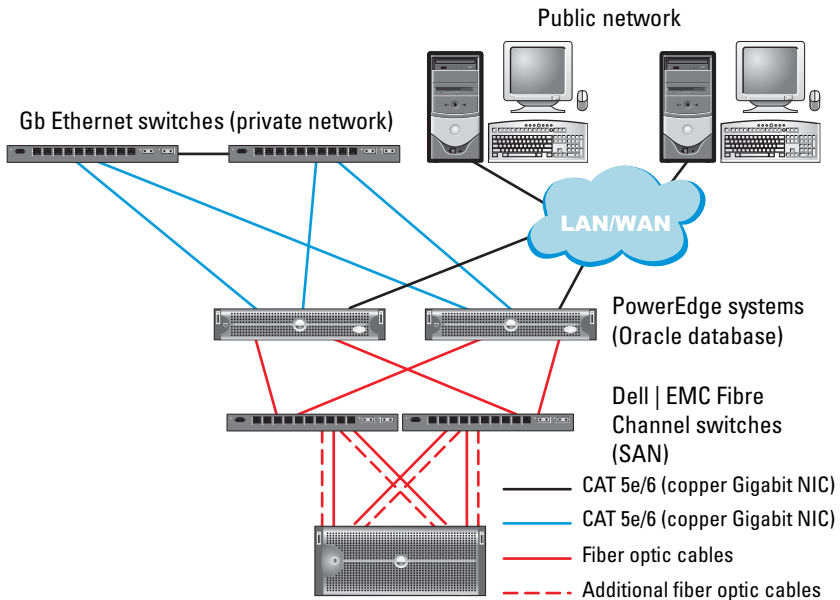 Public network
Gb Ethernet switches (private network)
LAN/WAN
PowerEdge systems
(Oracle database)
Dell | EMC Fibre
Channel switches
(SAN)
CAT 5e/6 (copper Gigabit NIC)
CAT 5e/6 (copper Gigabit NIC)
Fiber optic cables
Additional fiber optic cables